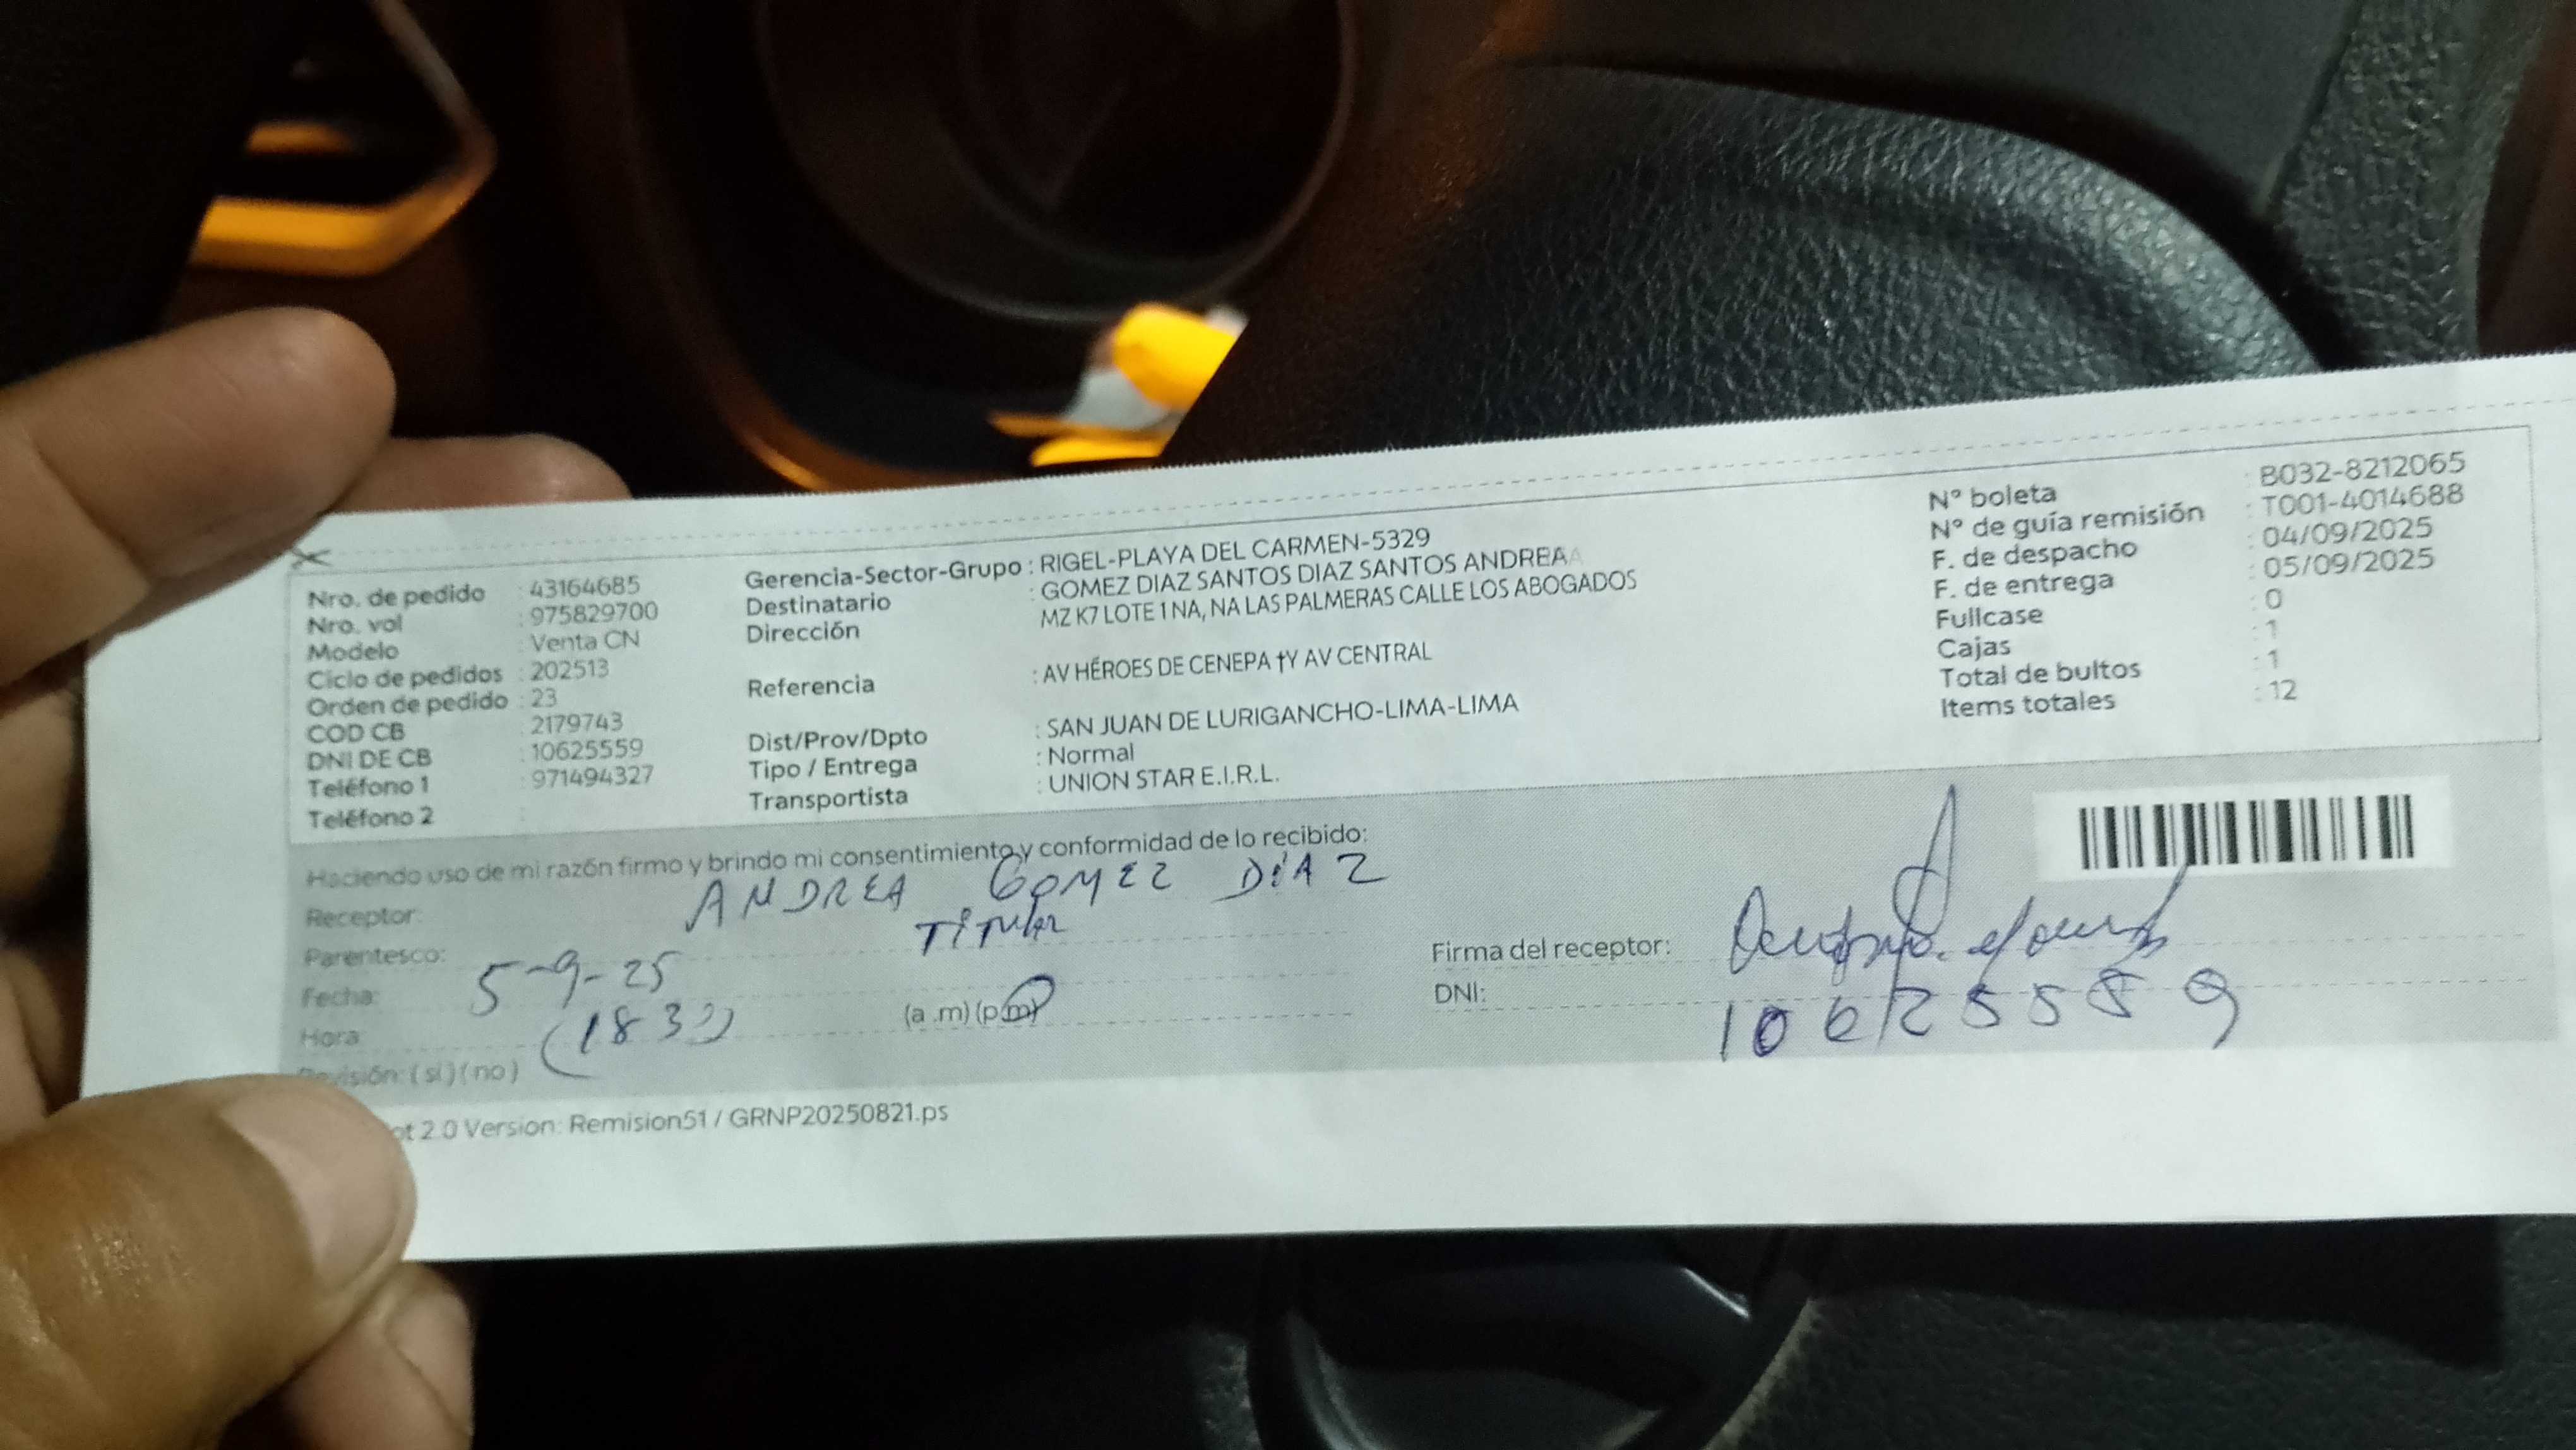 Nro. de pedido : 43164685
Nro. vol : 975829700
Modelo : Venta CN
Ciclo de pedidos : 202513
Orden de pedido : 23
COD CB : 2179743
DNI DE CB : 10625559
Teléfono 1 : 971494327
Teléfono 2 :
Gerencia-Sector-Grupo : RIGEL-PLAYA DEL CARMEN-5329
Destinatario : GOMEZ DIAZ SANTOS DIAZ SANTOS ANDREAA
Dirección MZ K7 LOTE 1 NA, NA LAS PALMERAS CALLE LOS ABOGADOS
Referencia : AV HÉROES DE CENEPA †Y AV CENTRAL
Dist/Prov/Dpto : SAN JUAN DE LURIGANCHO-LIMA-LIMA
Tipo / Entrega : Normal
Transportista : UNION STAR E.I.R.L.
N° boleta : B032-8212065
N° de guía remisión : T001-4014688
F. de despacho : 04/09/2025
F. de entrega : 05/09/2025
Fullcase : 0
Cajas : 1
Total de bultos : 1
Items totales : 12
Haciendo uso de mi razón firmo y brindo mi consentimiento y conformidad de lo recibido:
Receptor: ANDREA GOMEZ DÍAZ
Parentesco: Titular
Fecha: 5-9-25
Hora (a .m) (p.m)
Revisión: ( si ) ( no )
Firma del receptor:
DNI: 10625559
ot 2.0 Version: Remision51 / GRNP20250821.ps